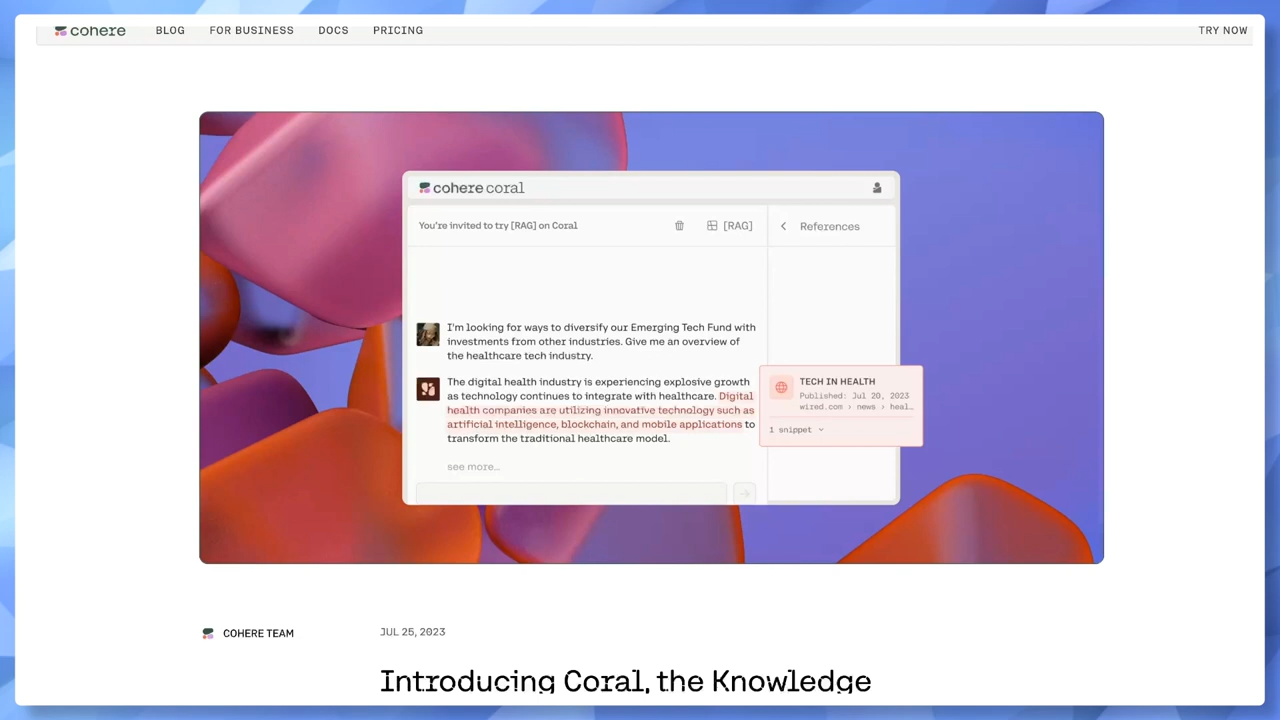 cohere BLOG FOR BUSINESS DOCS PRICING TRY NOW
cohere coral
You're invited to try [RAG] on Coral [RAG] References
I'm looking for ways to diversify our Emerging Tech Fund with
investments from other industries. Give me an overview of
the healthcare tech industry.
The digital health industry is experiencing explosive growth
as technology continues to integrate with healthcare. Digital
health companies are utilizing innovative technology such as
artificial intelligence, blockchain, and mobile applications to
transform the traditional healthcare model.
see more...
TECH IN HEALTH
Published: Jul 20, 2023
wired.com › news › heal…
1 snippet
COHERE TEAM JUL 25, 2023
Introducing Coral, the Knowledge